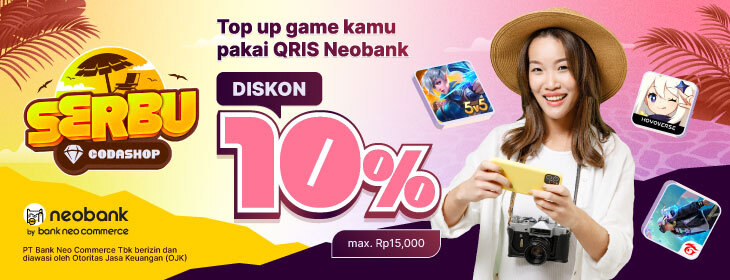 SERBU
CODASHOP
neobank
by bank neo commerce
PT Bank Neo Commerce Tbk berizin dan
diawasi oleh Otoritas Jasa Keuangan (OJK)
Top up game kamu
pakai QRIS Neobank
DISKON
10%
max. Rp15,000
5v5
HOYOVERSE